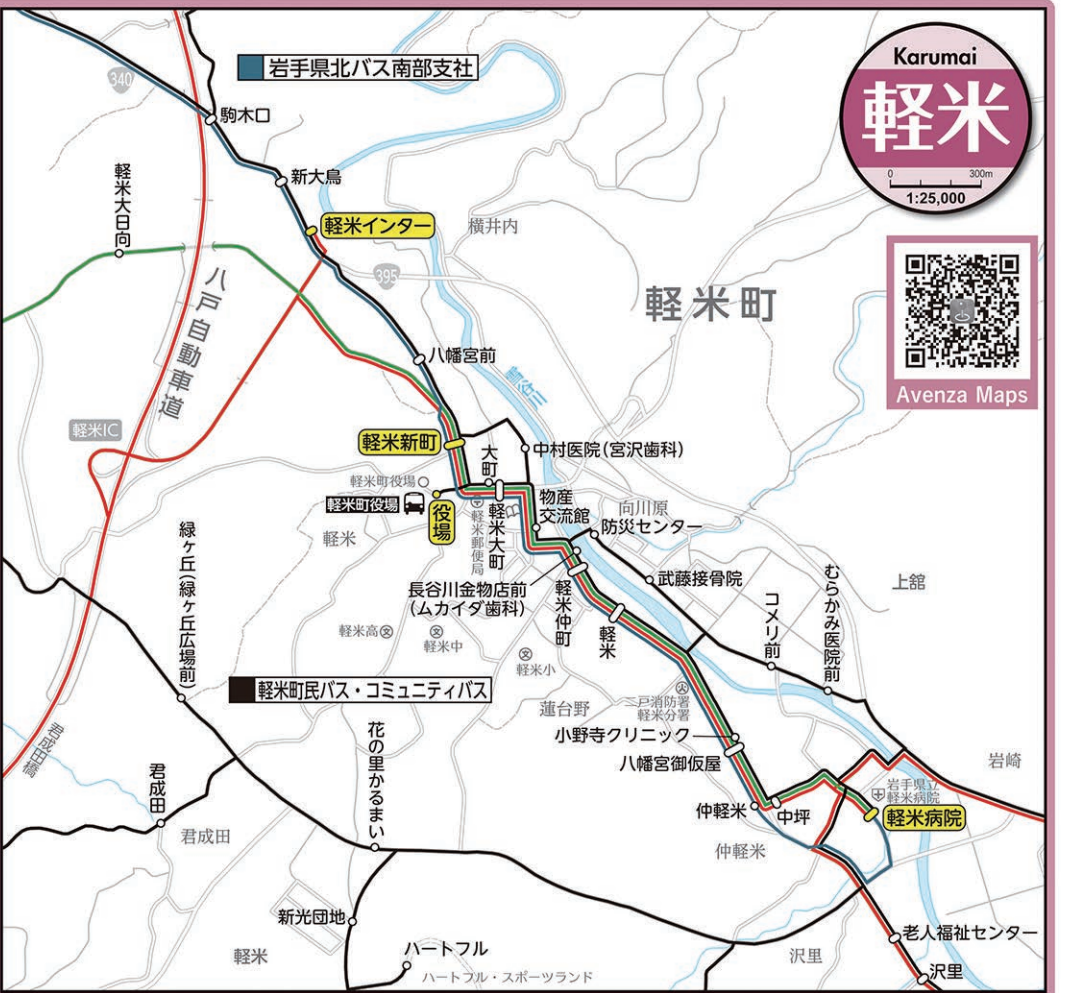 岩手県北バス南部支社
Karumai
軽米
0 300m
1:25,000
Avenza Maps
340
駒木口
新大鳥
軽米大日向
軽米インター
横井内
395
八戸自動車道
軽米町
八幡宮前
軽米IC
軽米新町
大町
中村医院(宮沢歯科)
軽米町役場
軽米町役場
役場
軽米郵便局
軽米大町
物産
交流館
向川原
防災センター
軽米
長谷川金物店前
(ムカイダ歯科)
武藤接骨院
上舘
軽米仲町
軽米
コメリ前
むらかみ医院前
緑ヶ丘(緑ヶ丘広場前)
軽米高
軽米中
軽米小
軽米町民バス・コミュニティバス
蓮台野
二戸消防署
軽米分署
小野寺クリニック
八幡宮御仮屋
君成田橋
花の里かるまい
君成田
君成田
岩崎
岩手県立
軽米病院
軽米病院
仲軽米
中坪
仲軽米
新光団地
軽米
ハートフル
ハートフル・スポーツランド
老人福祉センター
沢里
沢里